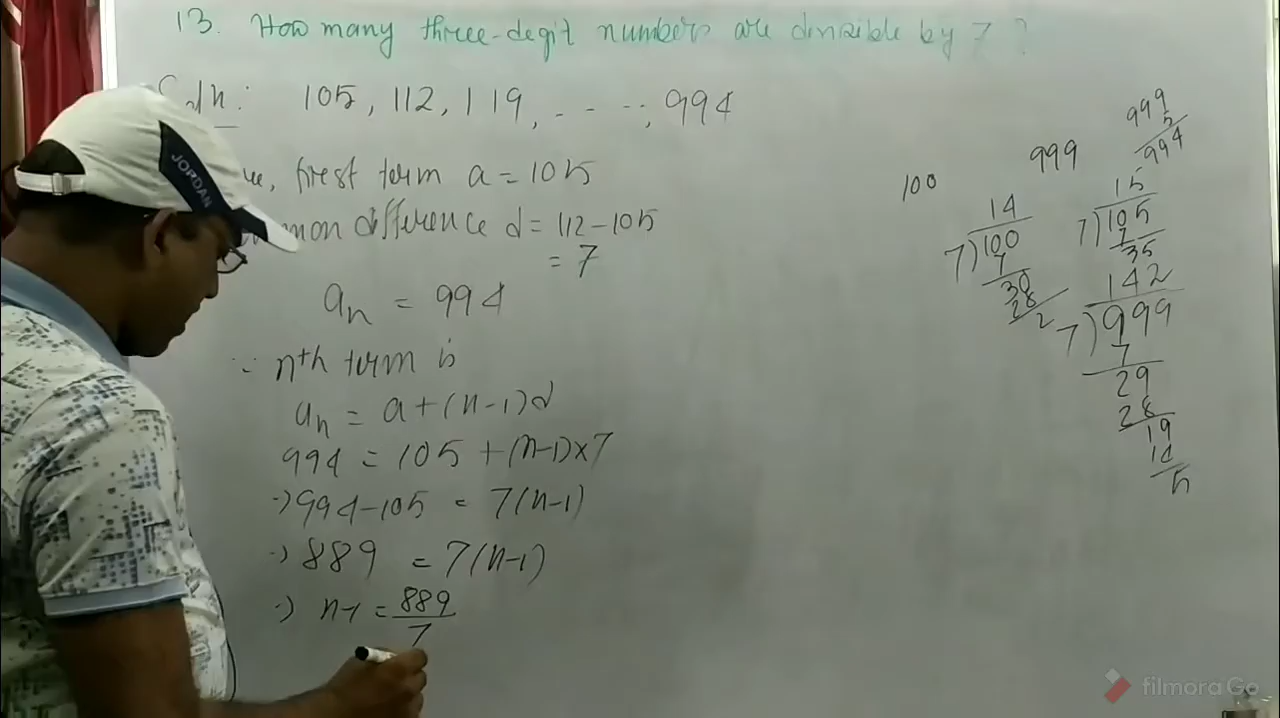 13. How many three-degit numbers are divisible by 7 ?
Soln: 105, 112, 119, - - --, 994
first term a = 105
difference d = 112-105
= 7
an = 994
∵ nth term is
an = a+(n-1)d
994 = 105 +(n-1)×7
⇒ 994-105 = 7(n-1)
⇒ 889 = 7(n-1)
⇒ n-1 = 889
7
100
999
999
5
994
14
7)100
7
30
28
2
15
7)105
7
35
142
7)999
7
29
28
19
14
5
JORDAN
filmora Go